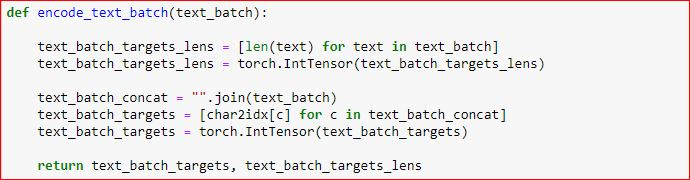 def encode_text_batch(text_batch):
text_batch_targets_lens = [len(text) for text in text_batch]
text_batch_targets_lens = torch.IntTensor(text_batch_targets_lens)
text_batch_concat = "".join(text_batch)
text_batch_targets = [char2idx[c] for c in text_batch_concat]
text_batch_targets = torch.IntTensor(text_batch_targets)
return text_batch_targets, text_batch_targets_lens